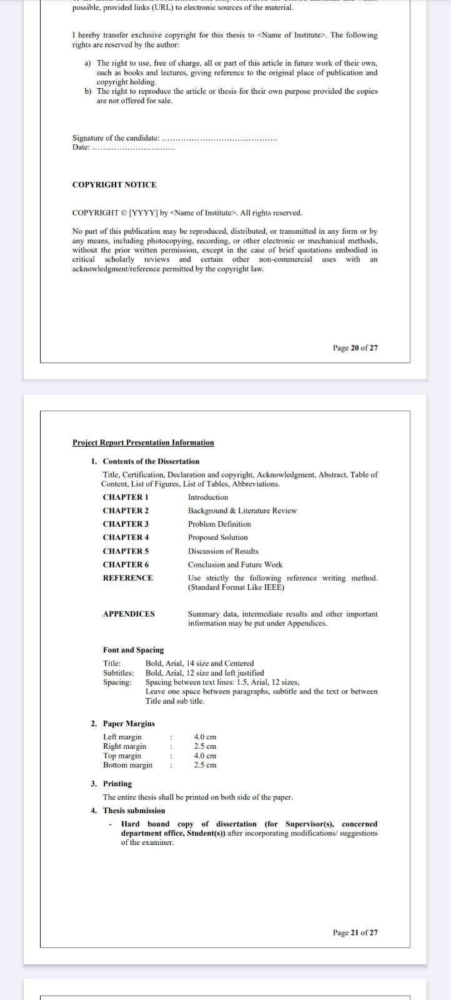 possible, provided links (URL) to electronic sources of the material.
I hereby transfer exclusive copyright for this thesis to <Name of Institute>. The following
rights are reserved by the author:
a) The right to use, free of charge, all or part of this article in future work of their own,
such as books and lectures, giving reference to the original place of publication and
copyright holding.
b) The right to reproduce the article or thesis for their own purpose provided the copies
are not offered for sale.
Signature of the candidate: ............................................
Date: ................................
COPYRIGHT NOTICE
COPYRIGHT © [YYYY] by <Name of Institute>. All rights reserved.
No part of this publication may be reproduced, distributed, or transmitted in any form or by
any means, including photocopying, recording, or other electronic or mechanical methods,
without the prior written permission, except in the case of brief quotations embodied in
critical scholarly reviews and certain other non-commercial uses with an
acknowledgment/reference permitted by the copyright law.
Page 20 of 27
Project Report Presentation Information
1. Contents of the Dissertation
Title, Certification, Declaration and copyright, Acknowledgment, Abstract, Table of
Content, List of Figures, List of Tables, Abbreviations.
CHAPTER 1 Introduction
CHAPTER 2 Background & Literature Review
CHAPTER 3 Problem Definition
CHAPTER 4 Proposed Solution
CHAPTER 5 Discussion of Results
CHAPTER 6 Conclusion and Future Work
REFERENCE Use strictly the following reference writing method.
(Standard Format Like IEEE)
APPENDICES Summary data, intermediate results and other important
information may be put under Appendices.
Font and Spacing
Title: Bold, Arial, 14 size and Centered
Subtitles: Bold, Arial, 12 size and left justified
Spacing: Spacing between text lines: 1.5, Arial, 12 sizes,
Leave one space between paragraphs, subtitle and the text or between
Title and sub title.
2. Paper Margins
Left margin : 4.0 cm
Right margin : 2.5 cm
Top margin : 4.0 cm
Bottom margin : 2.5 cm
3. Printing
The entire thesis shall be printed on both side of the paper.
4. Thesis submission
- Hard bound copy of dissertation (for Supervisor(s), concerned
department office, Student(s)) after incorporating modifications/ suggestions
of the examiner.
Page 21 of 27